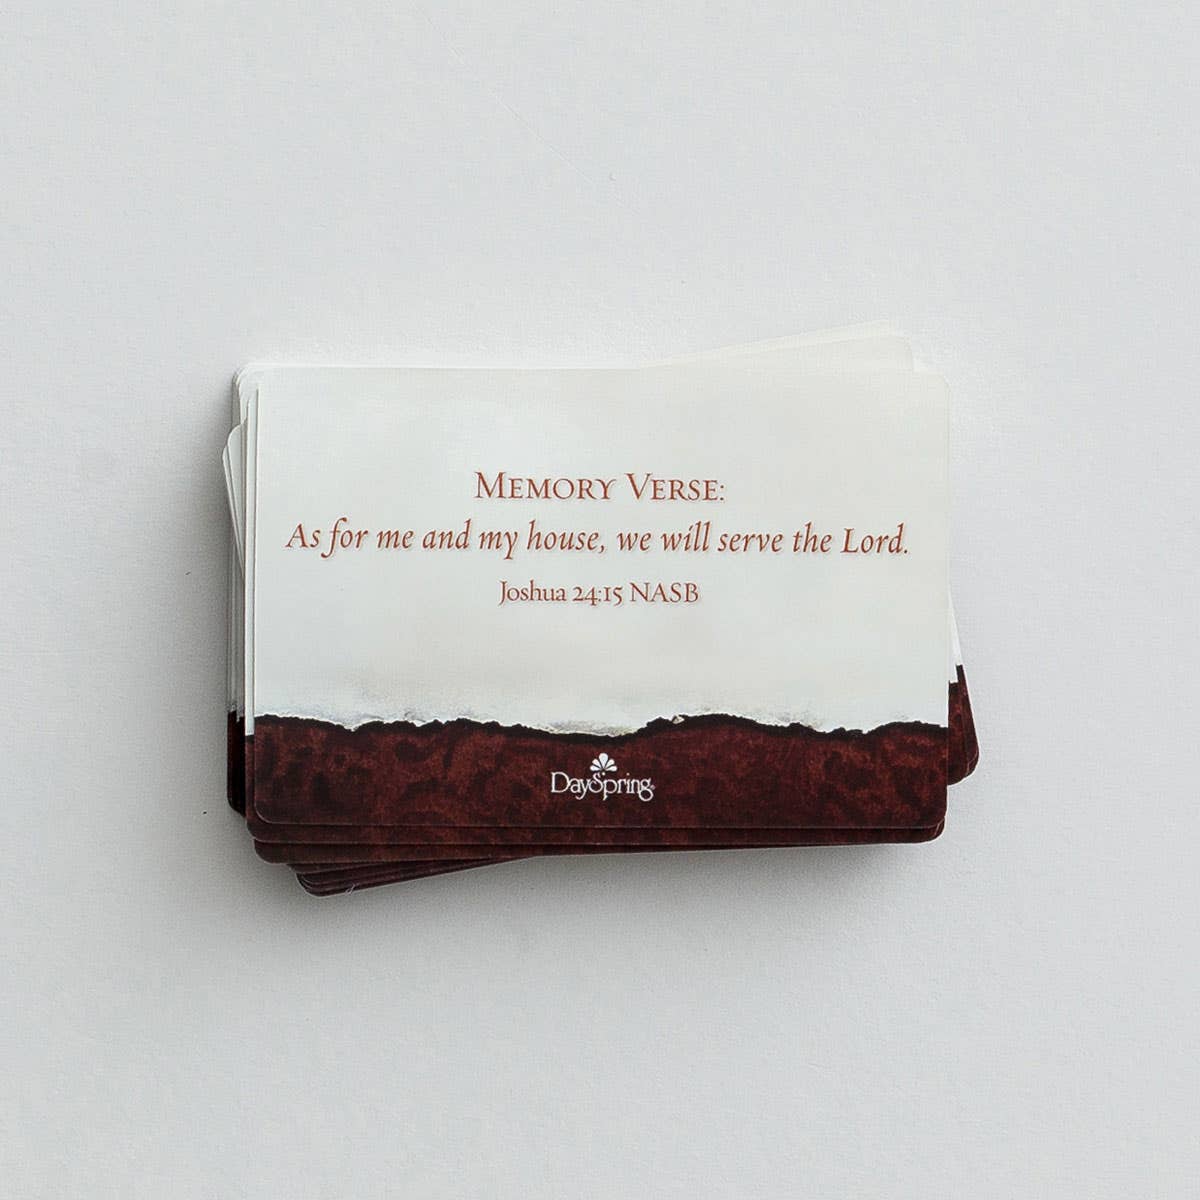 MEMORY VERSE:
As for me and my house, we will serve the Lord.
Joshua 24:15 NASB
DaySpring®